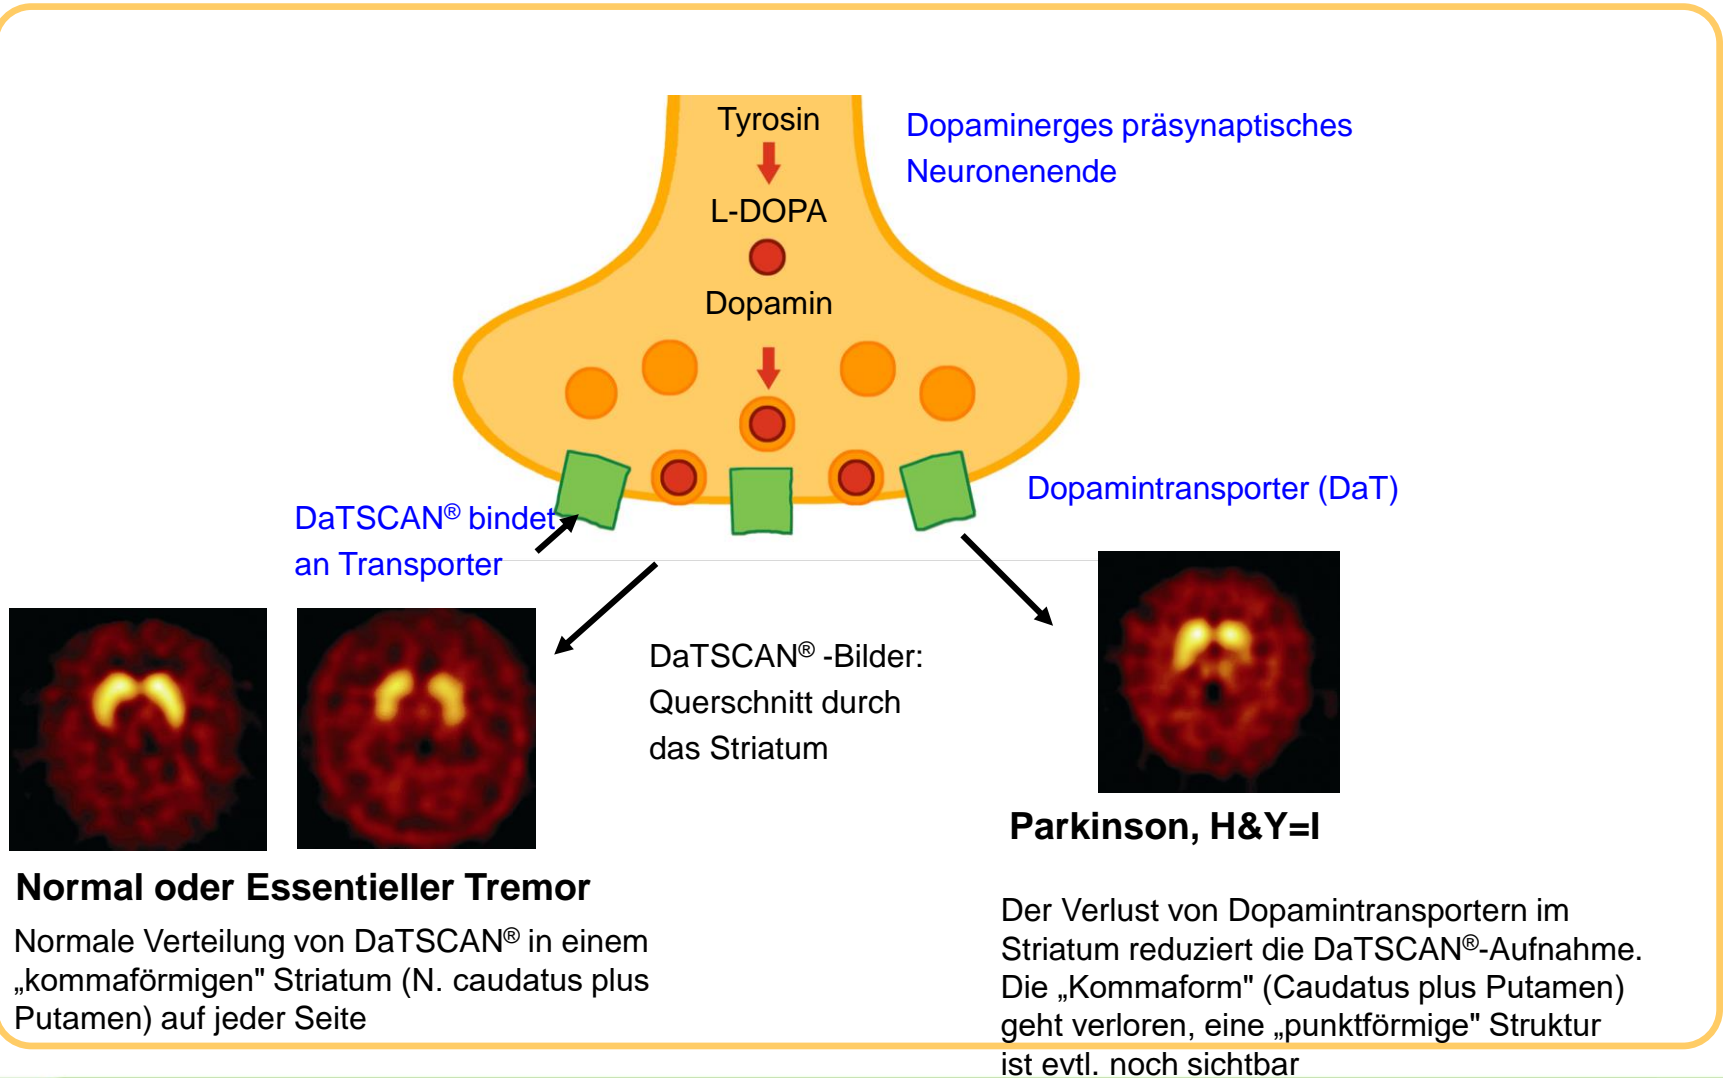 Tyrosin
L-DOPA
Dopamin
Dopaminerges präsynaptisches
Neuronenende
Dopamintransporter (DaT)
DaTSCAN® bindet
an Transporter
DaTSCAN® -Bilder:
Querschnitt durch
das Striatum
Normal oder Essentieller Tremor
Normale Verteilung von DaTSCAN® in einem
„kommaförmigen" Striatum (N. caudatus plus
Putamen) auf jeder Seite
Parkinson, H&Y=I
Der Verlust von Dopamintransportern im
Striatum reduziert die DaTSCAN®-Aufnahme.
Die „Kommaform" (Caudatus plus Putamen)
geht verloren, eine „punktförmige" Struktur
ist evtl. noch sichtbar